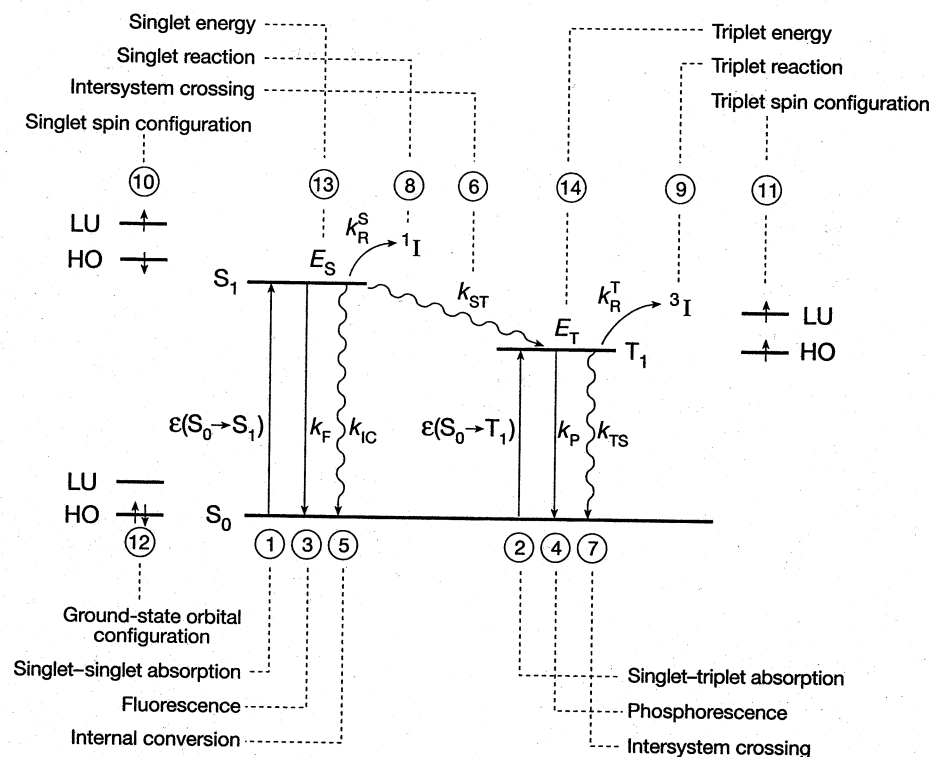 Singlet energy
Triplet energy
Singlet reaction
Triplet reaction
Intersystem crossing
Triplet spin configuration
Singlet spin configuration
10
13
8
6
14
9
11
LU
HO
k_R^S
¹I
E_S
S₁
k_ST
k_R^T
³I
E_T
T₁
LU
HO
ε(S₀→S₁)
k_F
k_IC
ε(S₀→T₁)
k_P
k_TS
LU
HO
S₀
12
1
3
5
2
4
7
Ground-state orbital
configuration
Singlet–singlet absorption
Singlet–triplet absorption
Fluorescence
Phosphorescence
Internal conversion
Intersystem crossing